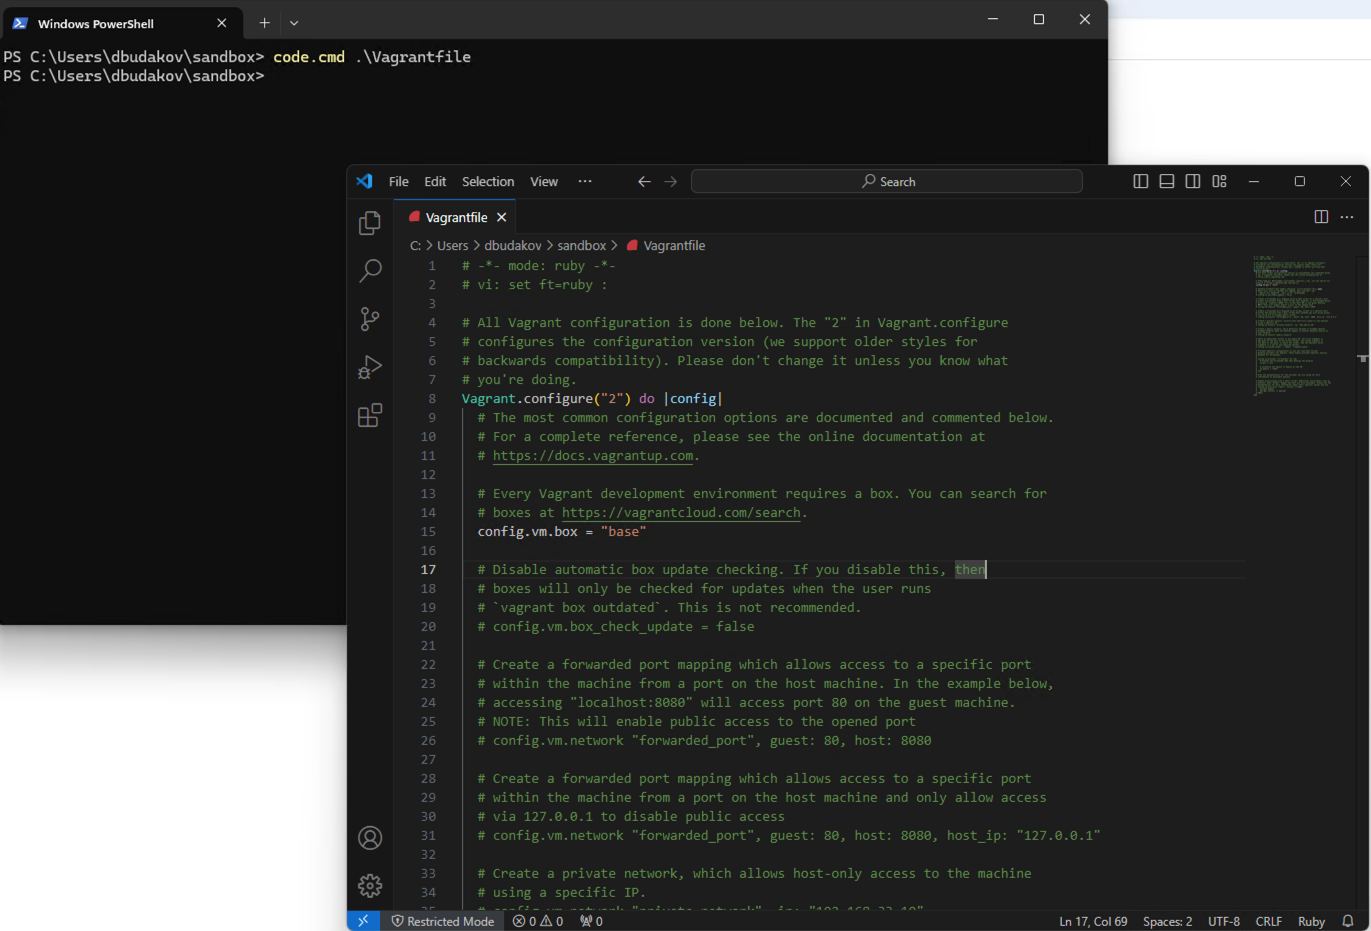 Windows PowerShell
PS C:\Users\dbudakov\sandbox> code.cmd .\Vagrantfile
PS C:\Users\dbudakov\sandbox>
File Edit Selection View ··· Search
Vagrantfile
C: > Users > dbudakov > sandbox > Vagrantfile
1 # -*- mode: ruby -*-
2 # vi: set ft=ruby :
3
4 # All Vagrant configuration is done below. The "2" in Vagrant.configure
5 # configures the configuration version (we support older styles for
6 # backwards compatibility). Please don't change it unless you know what
7 # you're doing.
8 Vagrant.configure("2") do |config|
9 # The most common configuration options are documented and commented below.
10 # For a complete reference, please see the online documentation at
11 # https://docs.vagrantup.com.
12
13 # Every Vagrant development environment requires a box. You can search for
14 # boxes at https://vagrantcloud.com/search.
15 config.vm.box = "base"
16
17 # Disable automatic box update checking. If you disable this, then
18 # boxes will only be checked for updates when the user runs
19 # `vagrant box outdated`. This is not recommended.
20 # config.vm.box_check_update = false
21
22 # Create a forwarded port mapping which allows access to a specific port
23 # within the machine from a port on the host machine. In the example below,
24 # accessing "localhost:8080" will access port 80 on the guest machine.
25 # NOTE: This will enable public access to the opened port
26 # config.vm.network "forwarded_port", guest: 80, host: 8080
27
28 # Create a forwarded port mapping which allows access to a specific port
29 # within the machine from a port on the host machine and only allow access
30 # via 127.0.0.1 to disable public access
31 # config.vm.network "forwarded_port", guest: 80, host: 8080, host_ip: "127.0.0.1"
32
33 # Create a private network, which allows host-only access to the machine
34 # using a specific IP.
Restricted Mode 0 0 0 Ln 17, Col 69 Spaces: 2 UTF-8 CRLF Ruby